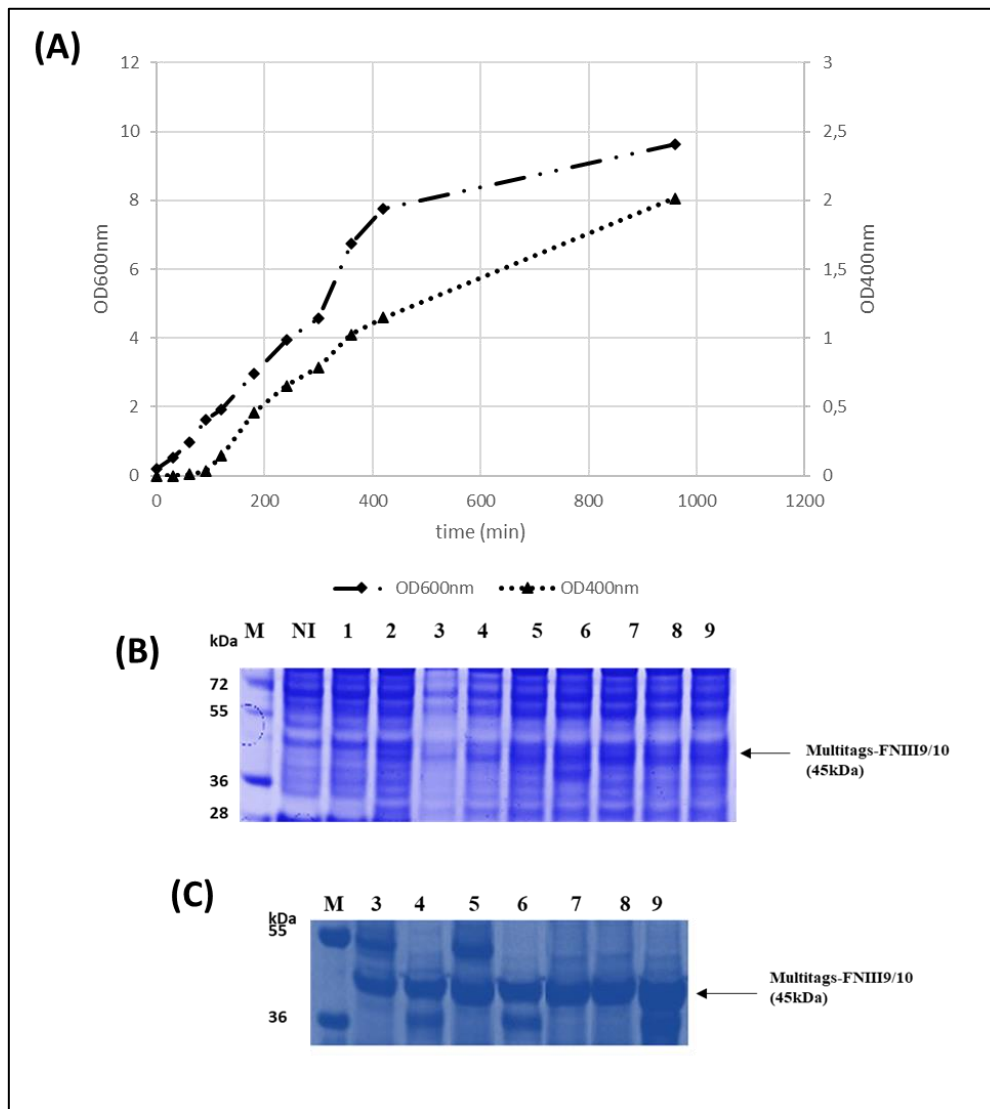 (A)
12
10
8
6
4
2
0
OD600nm
3
2,5
2
1,5
1
0,5
0
OD400nm
0 200 400 600 800 1000 1200
time (min)
OD600nm OD400nm
(B)
kDa M NI 1 2 3 4 5 6 7 8 9
72
55
36
28
Multitags-FNIII9/10
(45kDa)
(C)
kDa M 3 4 5 6 7 8 9
55
36
Multitags-FNIII9/10
(45kDa)